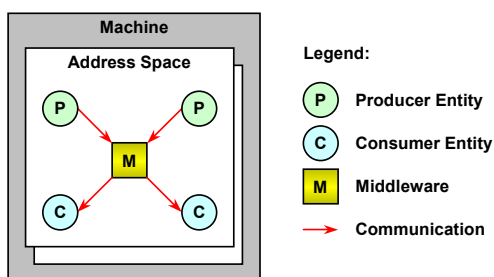 Machine
Address Space
P P
M
C C
Legend:
P Producer Entity
C Consumer Entity
M Middleware
Communication